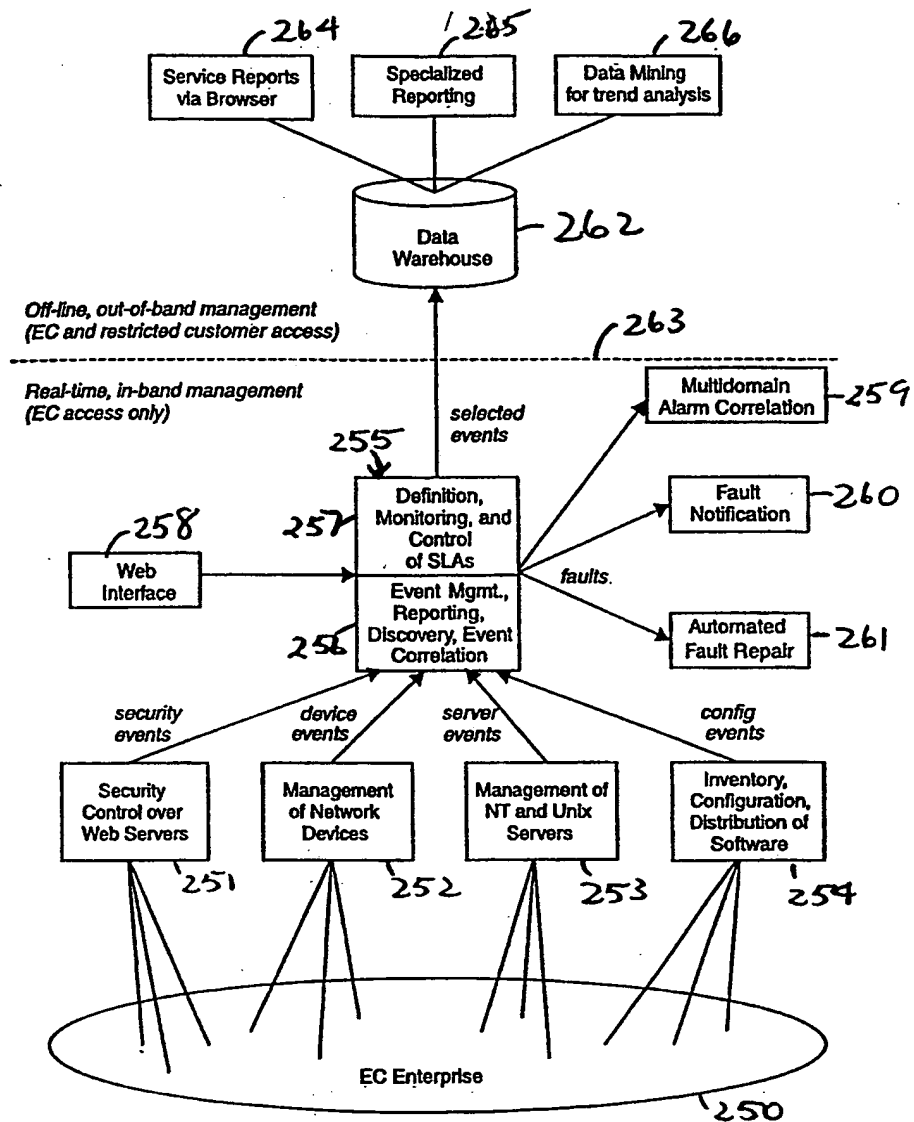 264
265
266
Service Reports
via Browser
Specialized
Reporting
Data Mining
for trend analysis
Data
Warehouse
262
Off-line, out-of-band management
(EC and restricted customer access)
263
Real-time, in-band management
(EC access only)
selected
events
Multidomain
Alarm Correlation
259
255
257
Definition,
Monitoring, and
Control
of SLAs
Fault
Notification
260
258
Web
Interface
faults.
256
Event Mgmt.,
Reporting,
Discovery, Event
Correlation
Automated
Fault Repair
261
security
events
device
events
server
events
config
events
Security
Control over
Web Servers
251
Management
of Network
Devices
252
Management of
NT and Unix
Servers
253
Inventory,
Configuration,
Distribution of
Software
254
EC Enterprise
250